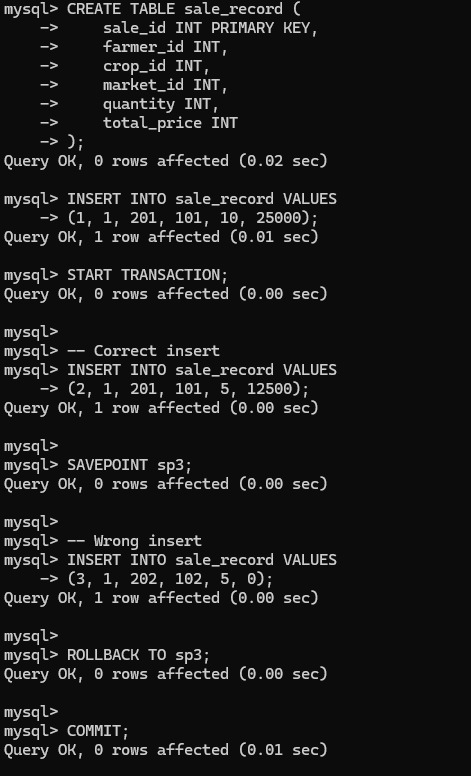 mysql> CREATE TABLE sale_record (
    ->     sale_id INT PRIMARY KEY,
    ->     farmer_id INT,
    ->     crop_id INT,
    ->     market_id INT,
    ->     quantity INT,
    ->     total_price INT
    -> );
Query OK, 0 rows affected (0.02 sec)

mysql> INSERT INTO sale_record VALUES
    -> (1, 1, 201, 101, 10, 25000);
Query OK, 1 row affected (0.01 sec)

mysql> START TRANSACTION;
Query OK, 0 rows affected (0.00 sec)

mysql>
mysql> -- Correct insert
mysql> INSERT INTO sale_record VALUES
    -> (2, 1, 201, 101, 5, 12500);
Query OK, 1 row affected (0.00 sec)

mysql>
mysql> SAVEPOINT sp3;
Query OK, 0 rows affected (0.00 sec)

mysql>
mysql> -- Wrong insert
mysql> INSERT INTO sale_record VALUES
    -> (3, 1, 202, 102, 5, 0);
Query OK, 1 row affected (0.00 sec)

mysql>
mysql> ROLLBACK TO sp3;
Query OK, 0 rows affected (0.00 sec)

mysql>
mysql> COMMIT;
Query OK, 0 rows affected (0.01 sec)